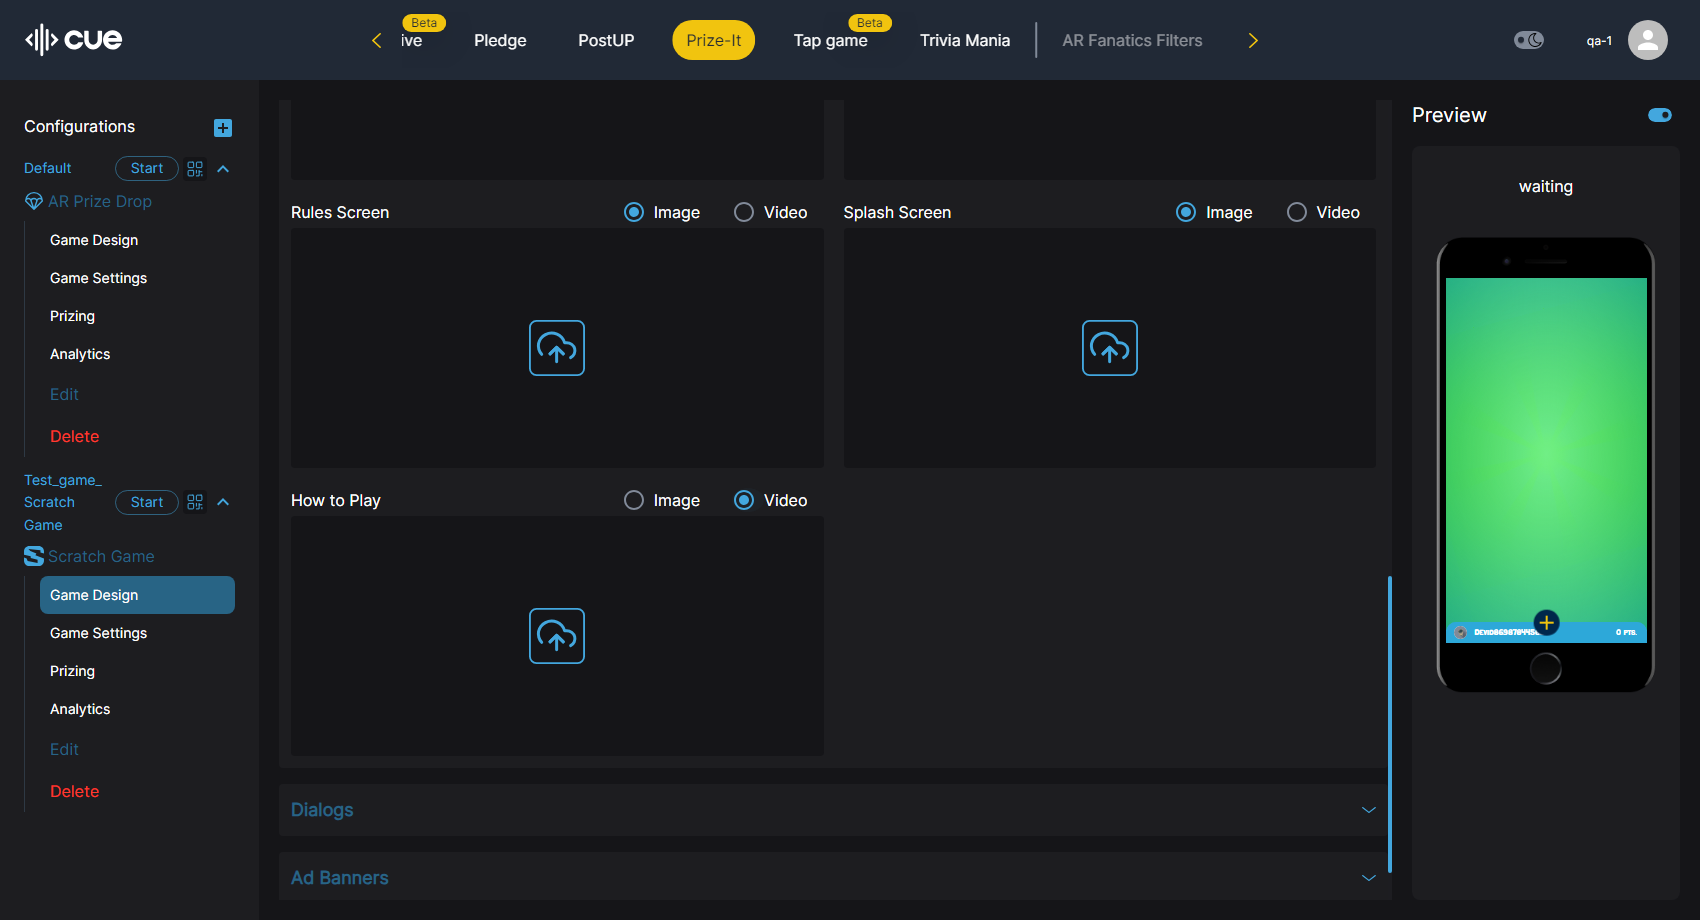 cue
Beta
ive
Pledge
PostUP
Prize-It
Beta
Tap game
Trivia Mania
AR Fanatics Filters
qa-1
Configurations
Default
Start
AR Prize Drop
Game Design
Game Settings
Prizing
Analytics
Edit
Delete
Test_game_
Scratch
Game
Start
Scratch Game
Game Design
Game Settings
Prizing
Analytics
Edit
Delete
Rules Screen
Image
Video
Splash Screen
Image
Video
How to Play
Image
Video
Dialogs
Ad Banners
Preview
waiting
0 PTS.